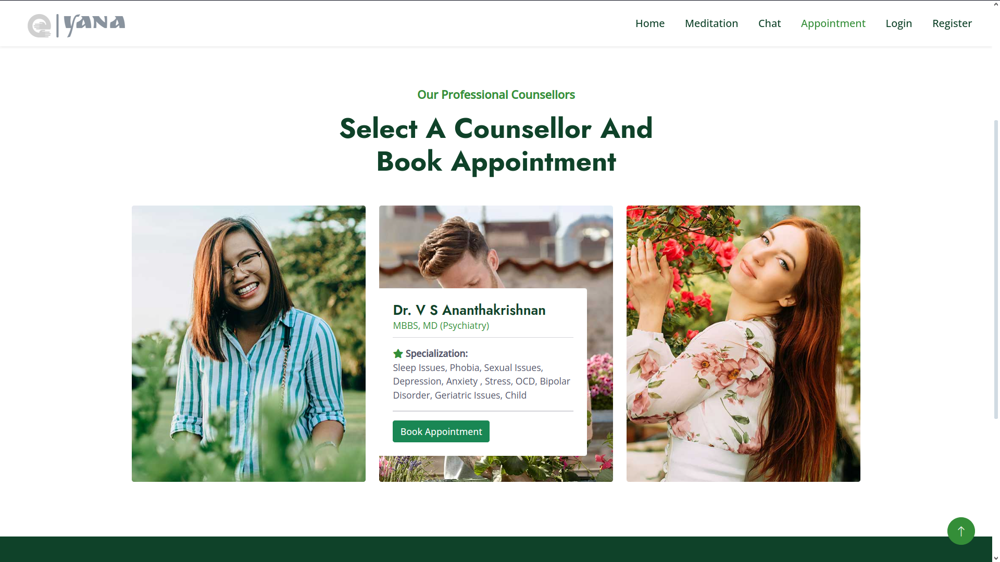 YANA
Home Meditation Chat Appointment Login Register
Our Professional Counsellors
Select A Counsellor And
Book Appointment
Dr. V S Ananthakrishnan
MBBS, MD (Psychiatry)
Specialization:
Sleep Issues, Phobia, Sexual Issues,
Depression, Anxiety , Stress, OCD, Bipolar
Disorder, Geriatric Issues, Child
Book Appointment